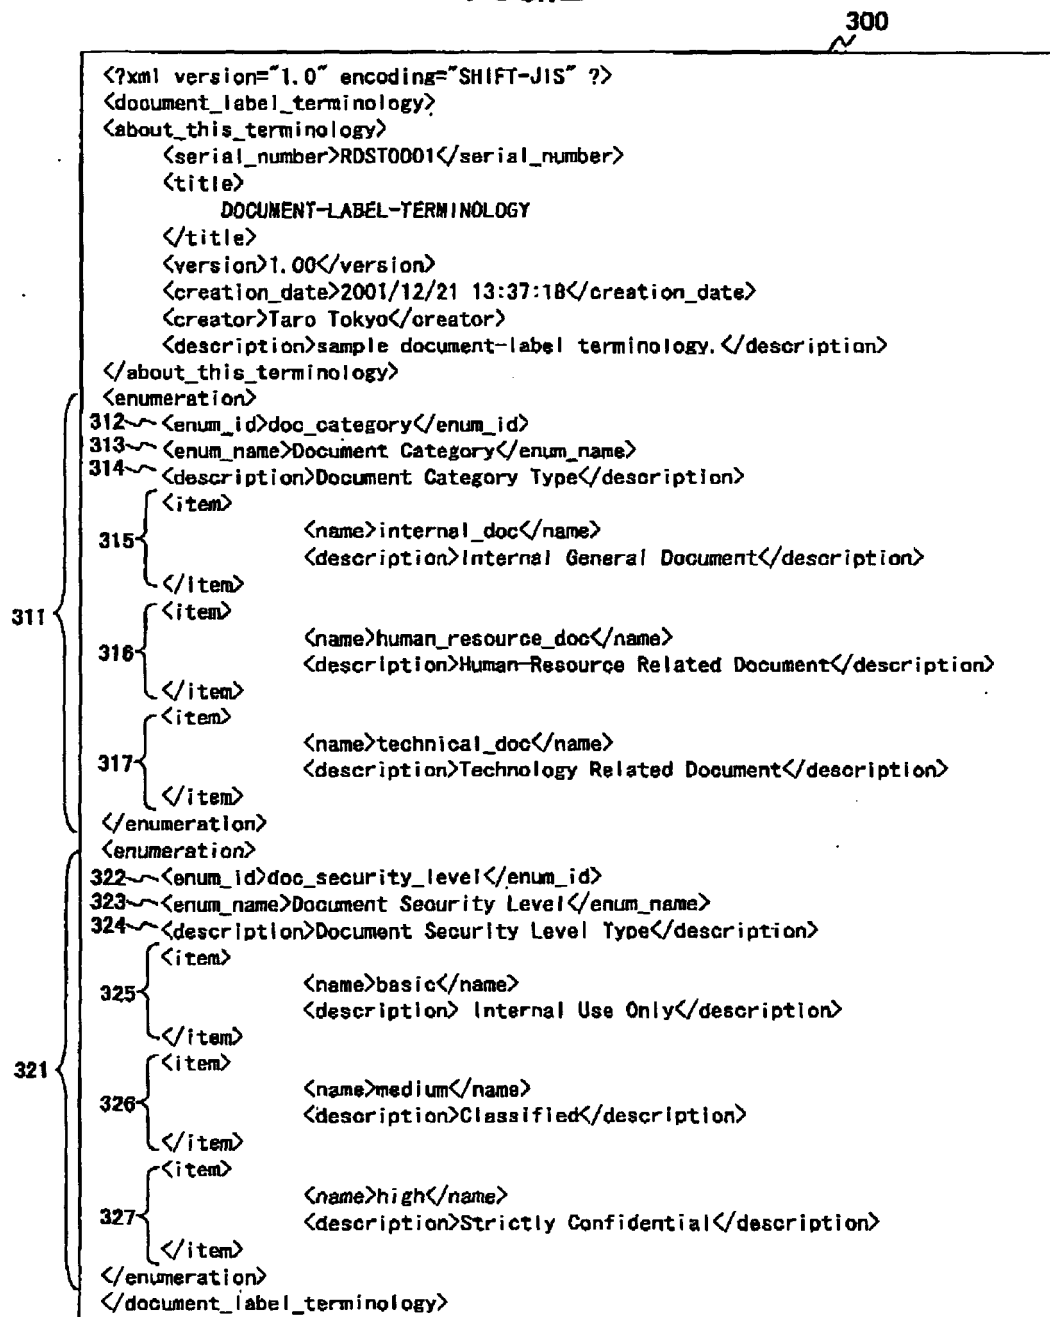 300
<?xml version="1.0" encoding="SHIFT-JIS" ?>
<document_label_terminology>
<about_this_terminology>
<serial_number>RDST0001</serial_number>
<title>
DOCUMENT-LABEL-TERMINOLOGY
</title>
<version>1.00</version>
<creation_date>2001/12/21 13:37:18</creation_date>
<creator>Taro Tokyo</creator>
<description>sample document-label terminology.</description>
</about_this_terminology>
<enumeration>
312 <enum_id>doc_category</enum_id>
313 <enum_name>Document Category</enum_name>
314 <description>Document Category Type</description>
<item>
<name>internal_doc</name>
315
<description>Internal General Document</description>
</item>
311
<item>
<name>human_resource_doc</name>
316
<description>Human-Resource Related Document</description>
</item>
<item>
<name>technical_doc</name>
317
<description>Technology Related Document</description>
</item>
</enumeration>
<enumeration>
322 <enum_id>doc_security_level</enum_id>
323 <enum_name>Document Security Level</enum_name>
324 <description>Document Security Level Type</description>
<item>
<name>basic</name>
325
<description> Internal Use Only</description>
</item>
321
<item>
<name>medium</name>
326
<description>Classified</description>
</item>
<item>
<name>high</name>
327
<description>Strictly Confidential</description>
</item>
</enumeration>
</document_label_terminology>